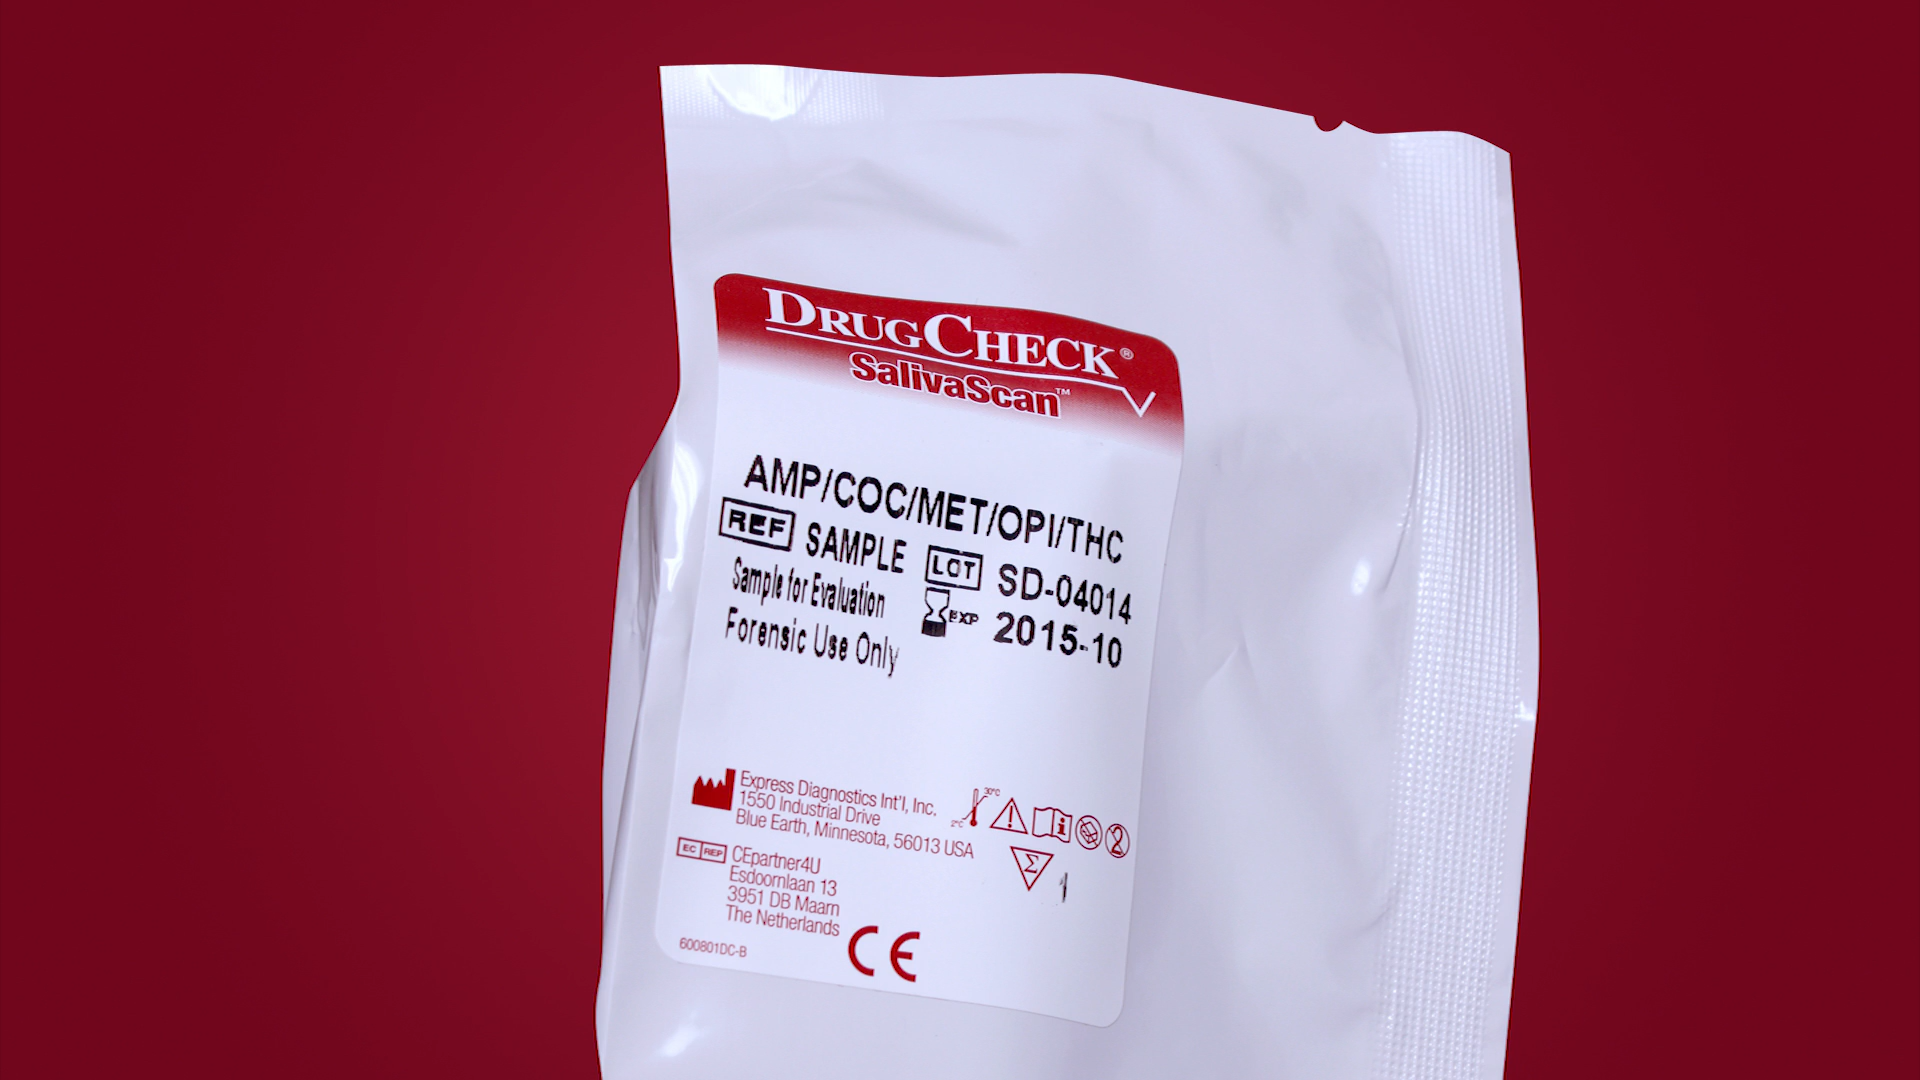 DRUGCHECK®
SalivaScan™
AMP/COC/MET/OPI/THC
REF SAMPLE
LOT SD-04014
Sample for Evaluation
EXP 2015-10
Forensic Use Only
Express Diagnostics Int'l, Inc.
1550 Industrial Drive
Blue Earth, Minnesota, 56013 USA
2°C 30°C
i
2
Σ 1
EC REP CEpartner4U
Esdoornlaan 13
3951 DB Maarn
The Netherlands
600801DC-B
CE